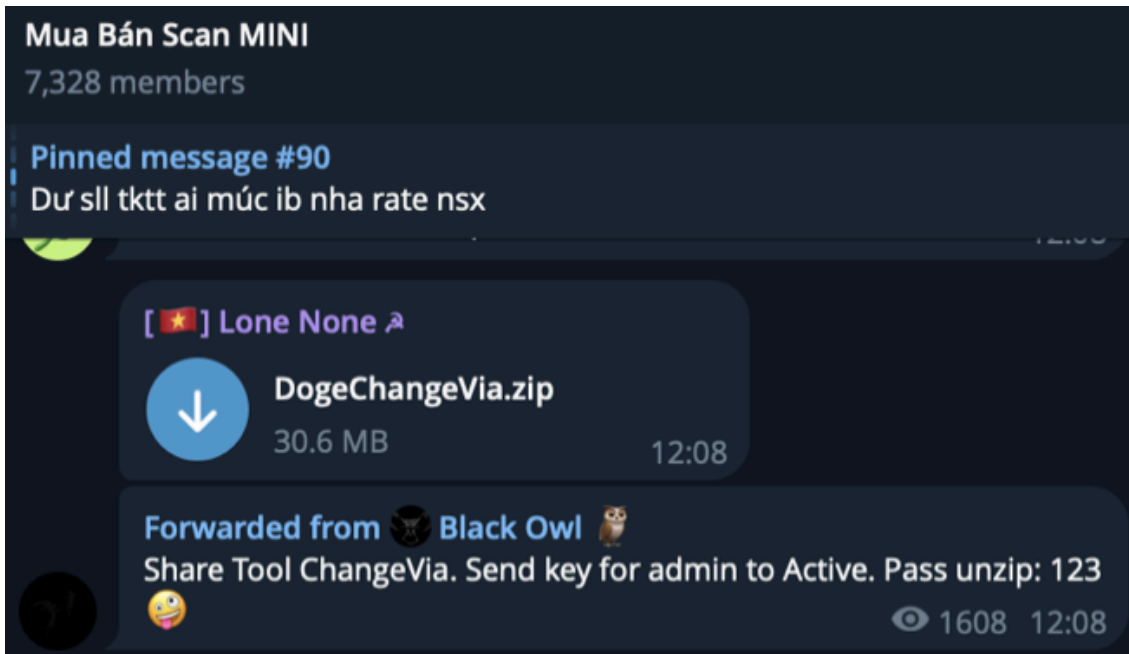 Mua Bán Scan MINI
7,328 members
Pinned message #90
Dư sll tktt ai múc ib nha rate nsx
[🇻🇳] Lone None ☭
DogeChangeVia.zip
30.6 MB
12:08
Forwarded from Black Owl 🦉
Share Tool ChangeVia. Send key for admin to Active. Pass unzip: 123
🤪
1608 12:08